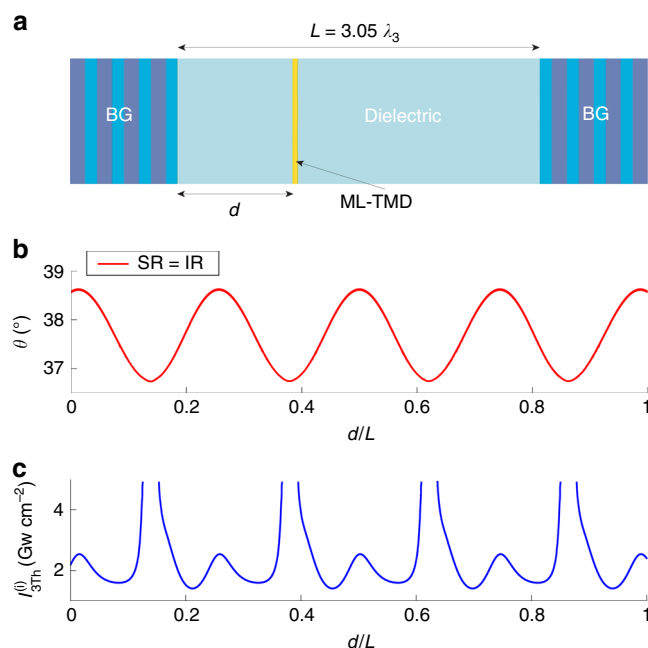 a
L = 3.05 λ₃
BG
Dielectric
BG
d
ML-TMD
b
SR = IR
39
38
37
θ (°)
0 0.2 0.4 0.6 0.8 1
d/L
c
4
2
I⁽ⁱ⁾₃Th (Gw cm⁻²)
0 0.2 0.4 0.6 0.8 1
d/L